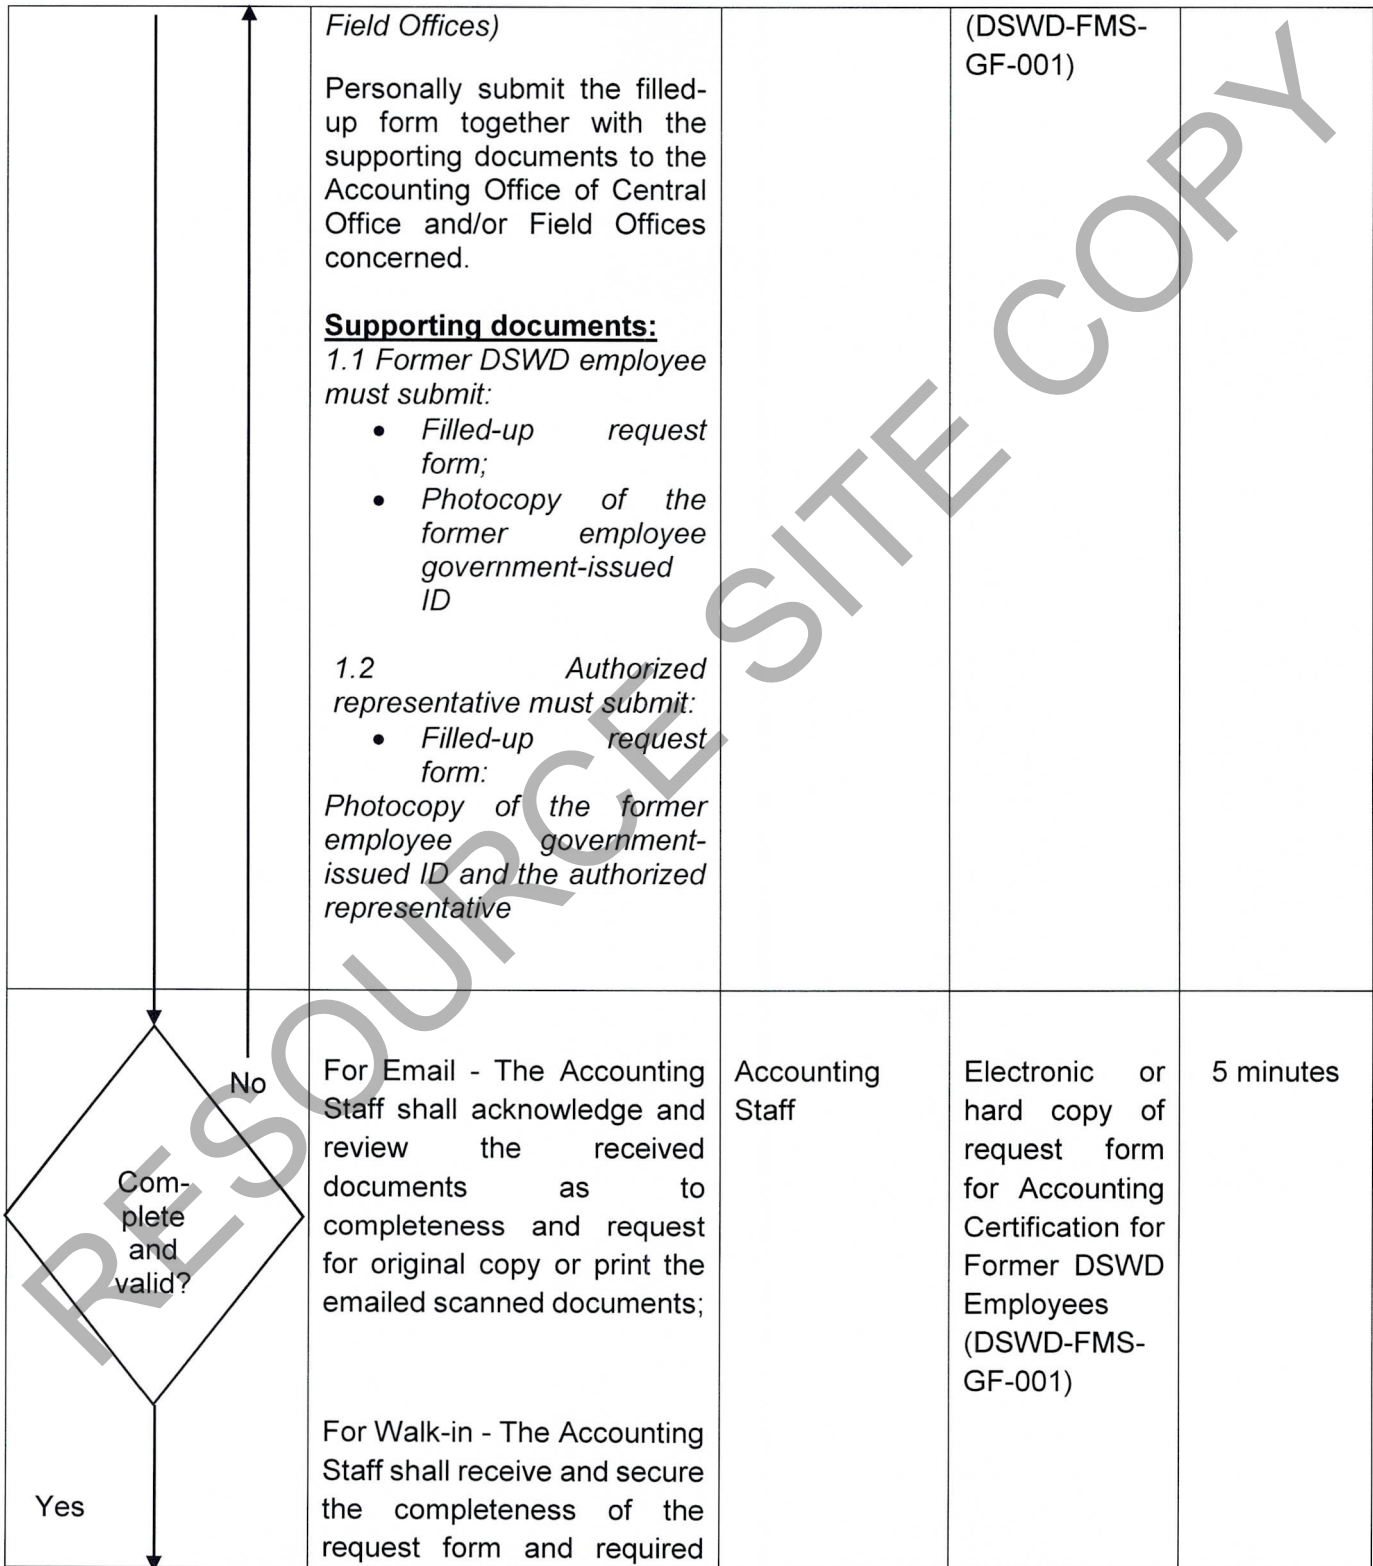 Field Offices)
Personally submit the filled-
up form together with the
supporting documents to the
Accounting Office of Central
Office and/or Field Offices
concerned.
Supporting documents:
1.1 Former DSWD employee
must submit:
• Filled-up request
form;
• Photocopy of the
former employee
government-issued
ID
1.2 Authorized
representative must submit:
• Filled-up request
form:
Photocopy of the former
employee government-
issued ID and the authorized
representative
(DSWD-FMS-
GF-001)
No
Com-
plete
and
valid?
Yes
For Email - The Accounting
Staff shall acknowledge and
review the received
documents as to
completeness and request
for original copy or print the
emailed scanned documents;
For Walk-in - The Accounting
Staff shall receive and secure
the completeness of the
request form and required
Accounting
Staff
Electronic or
hard copy of
request form
for Accounting
Certification for
Former DSWD
Employees
(DSWD-FMS-
GF-001)
5 minutes
RESOURCE SITE COPY